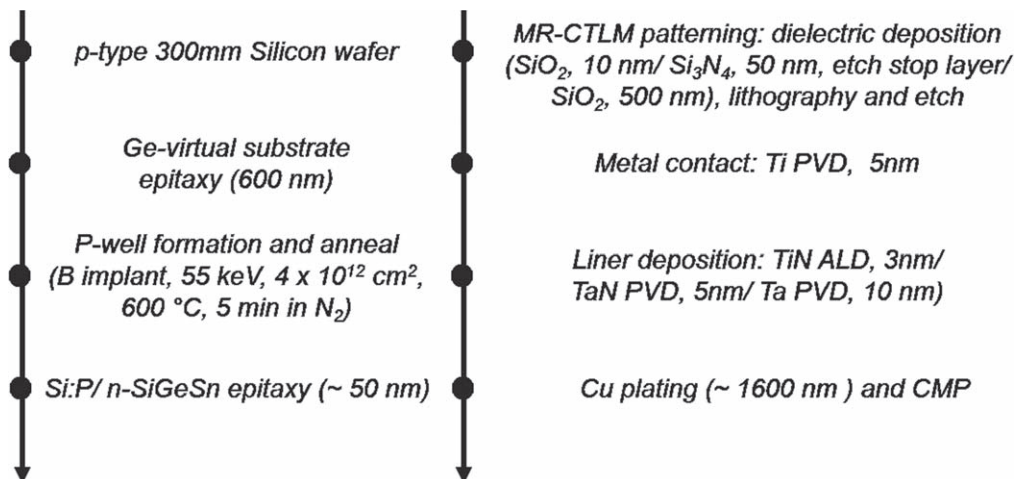 p-type 300mm Silicon wafer
Ge-virtual substrate
epitaxy (600 nm)
P-well formation and anneal
(B implant, 55 keV, 4 x 10¹² cm²,
600 °C, 5 min in N₂)
Si:P/ n-SiGeSn epitaxy (~ 50 nm)
MR-CTLM patterning: dielectric deposition
(SiO₂, 10 nm/ Si₃N₄, 50 nm, etch stop layer/
SiO₂, 500 nm), lithography and etch
Metal contact: Ti PVD, 5nm
Liner deposition: TiN ALD, 3nm/
TaN PVD, 5nm/ Ta PVD, 10 nm)
Cu plating (~ 1600 nm ) and CMP